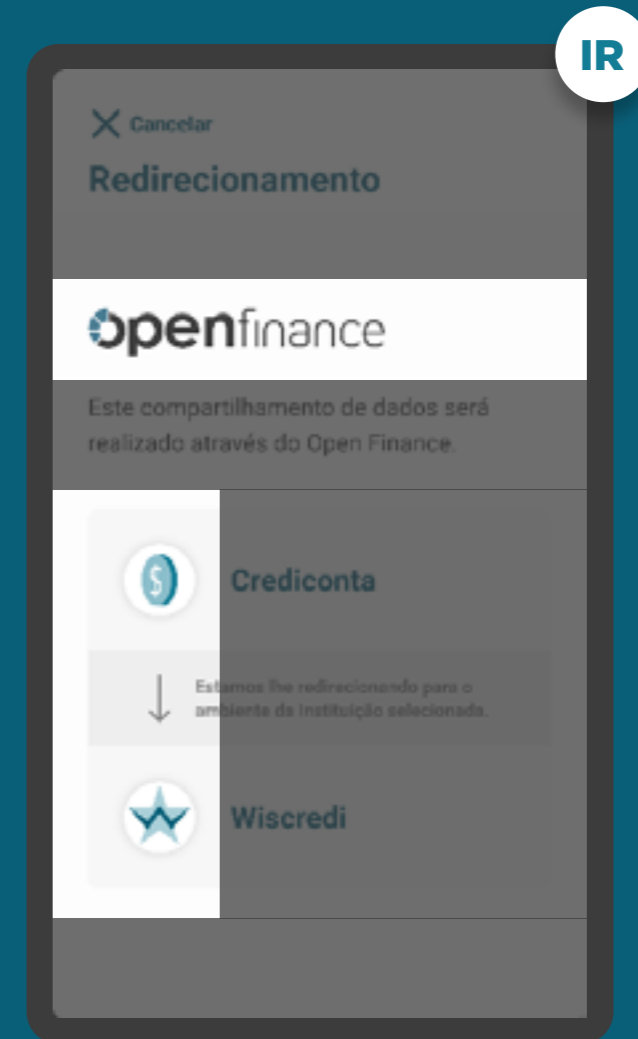 IR
Cancelar
Redirecionamento
openfinance
Este compartilhamento de dados será
realizado através do Open Finance.
$
Crediconta
Estamos lhe redirecionando para o
ambiente da Instituição selecionada.
Wiscredi